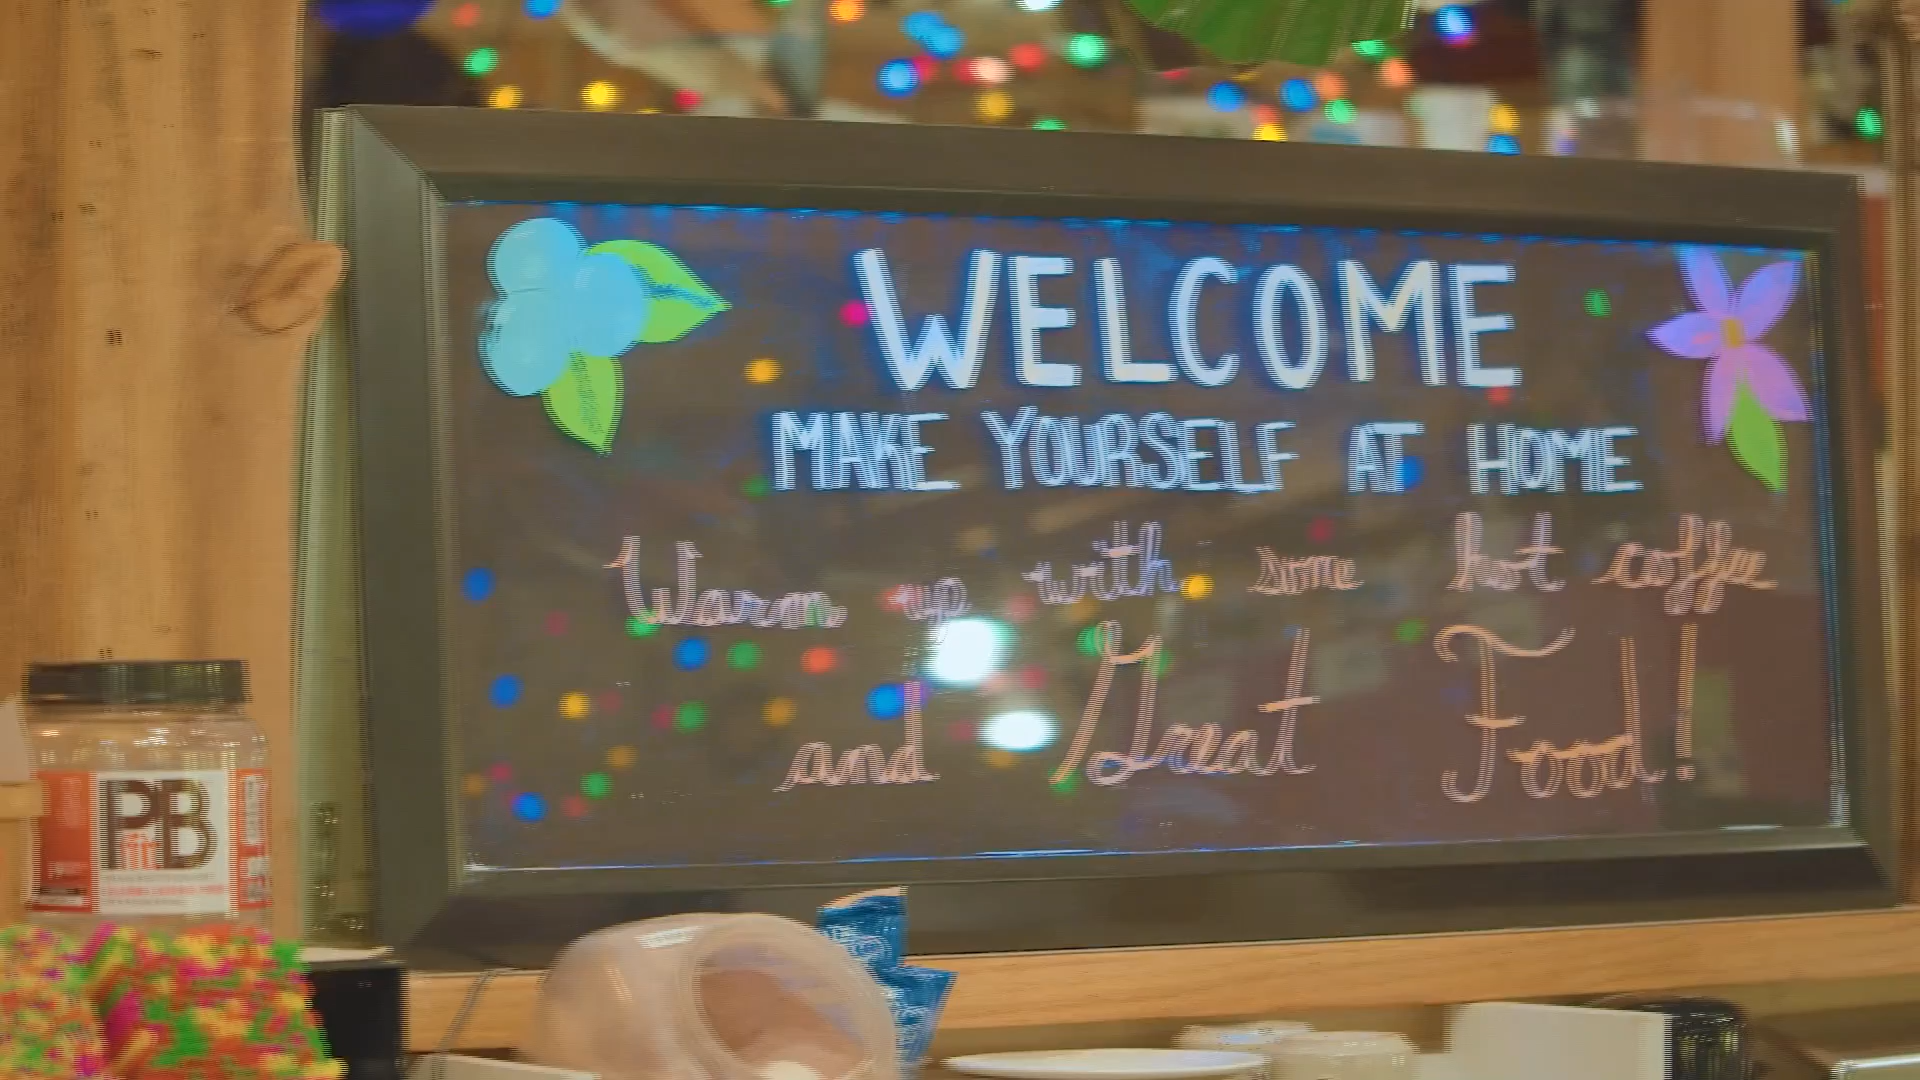 WELCOME
MAKE YOURSELF AT HOME
Warm up with some hot coffee
and Great Food!
PB
fit